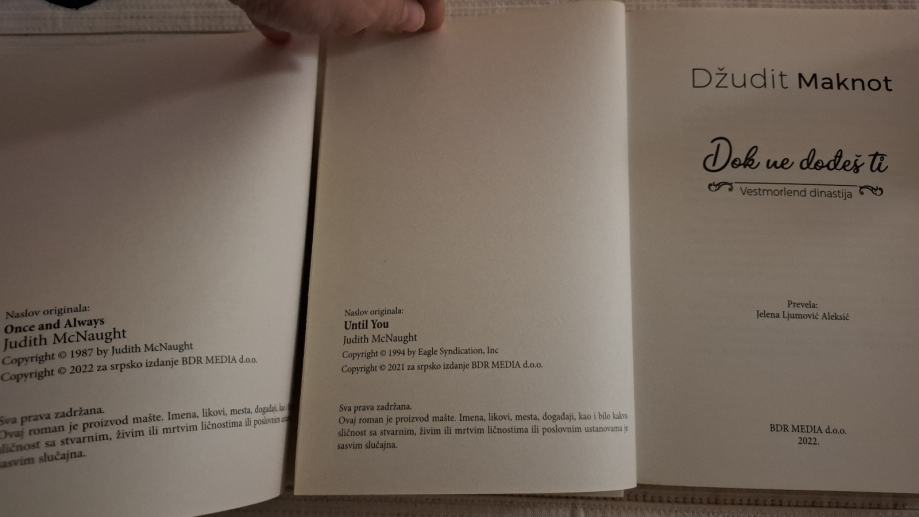 Naslov originala:
Once and Always
Judith McNaught
Copyright © 1987 by Judith McNaught
Copyright © 2022 za srpsko izdanje BDR MEDIA d.o.o.
Sva prava zadržana.
Ovaj roman je proizvod mašte. Imena, likovi, mesta, događaji,
sličnost sa stvarnim, živim ili mrtvim ličnostima ili poslovnim
sasvim slučajna.
Naslov originala:
Until You
Judith McNaught
Copyright © 1994 by Eagle Syndication, Inc
Copyright © 2021 za srpsko izdanje BDR MEDIA d.o.o.
Sva prava zadržana.
Ovaj roman je proizvod mašte. Imena, likovi, mesta, događaji, kao i bilo kakva
sličnost sa stvarnim, živim ili mrtvim ličnostima ili poslovnim ustanovama je
sasvim slučajna.
Džudit Maknot
Dok ne dođeš ti
Vestmorlend dinastija
Prevela:
Jelena Ljumović Aleksić
BDR MEDIA d.o.o.
2022.